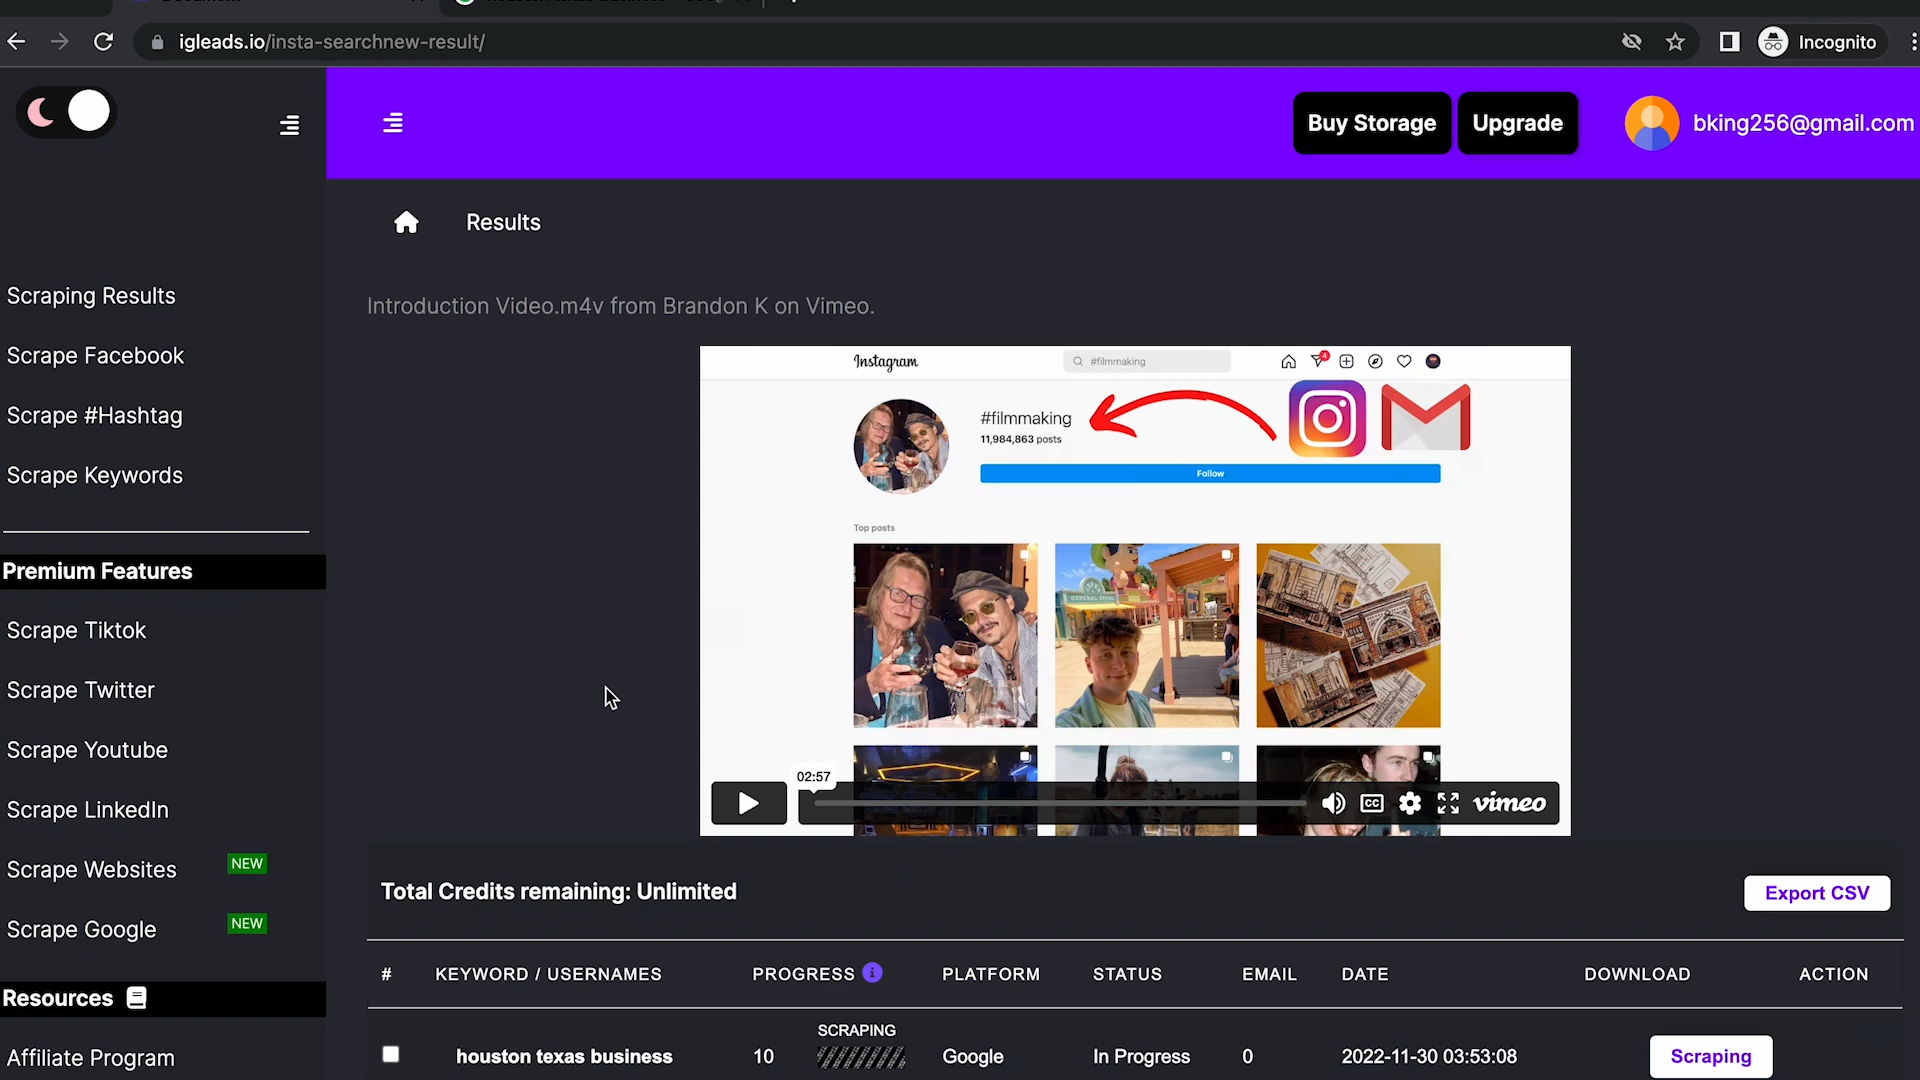 igleads.io/insta-searchnew-result/
Incognito
Buy Storage
Upgrade
bking256@gmail.com
Results
Scraping Results
Scrape Facebook
Scrape #Hashtag
Scrape Keywords
Premium Features
Scrape Tiktok
Scrape Twitter
Scrape Youtube
Scrape LinkedIn
Scrape Websites NEW
Scrape Google NEW
Resources
Affiliate Program
Introduction Video.m4v from Brandon K on Vimeo.
Instagram
#filmmaking
4
#filmmaking
11,984,863 posts
Follow
Top posts
GENERAL STORE
02:57
CC
vimeo
Total Credits remaining: Unlimited
Export CSV
# KEYWORD / USERNAMES PROGRESS i PLATFORM STATUS EMAIL DATE DOWNLOAD ACTION
SCRAPING
houston texas business 10 Google In Progress 0 2022-11-30 03:53:08 Scraping